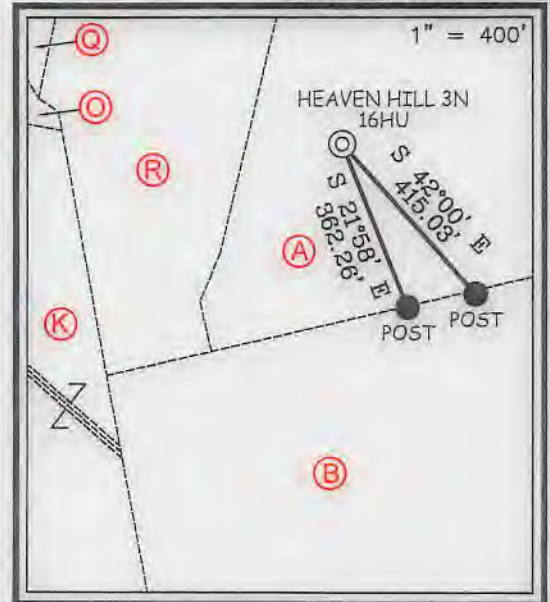 1" = 400'
Q
O
HEAVEN HILL 3N
16HU
R
S 42°00' E
415.03'
S 21°58' E
362.26'
A
K
POST
POST
B